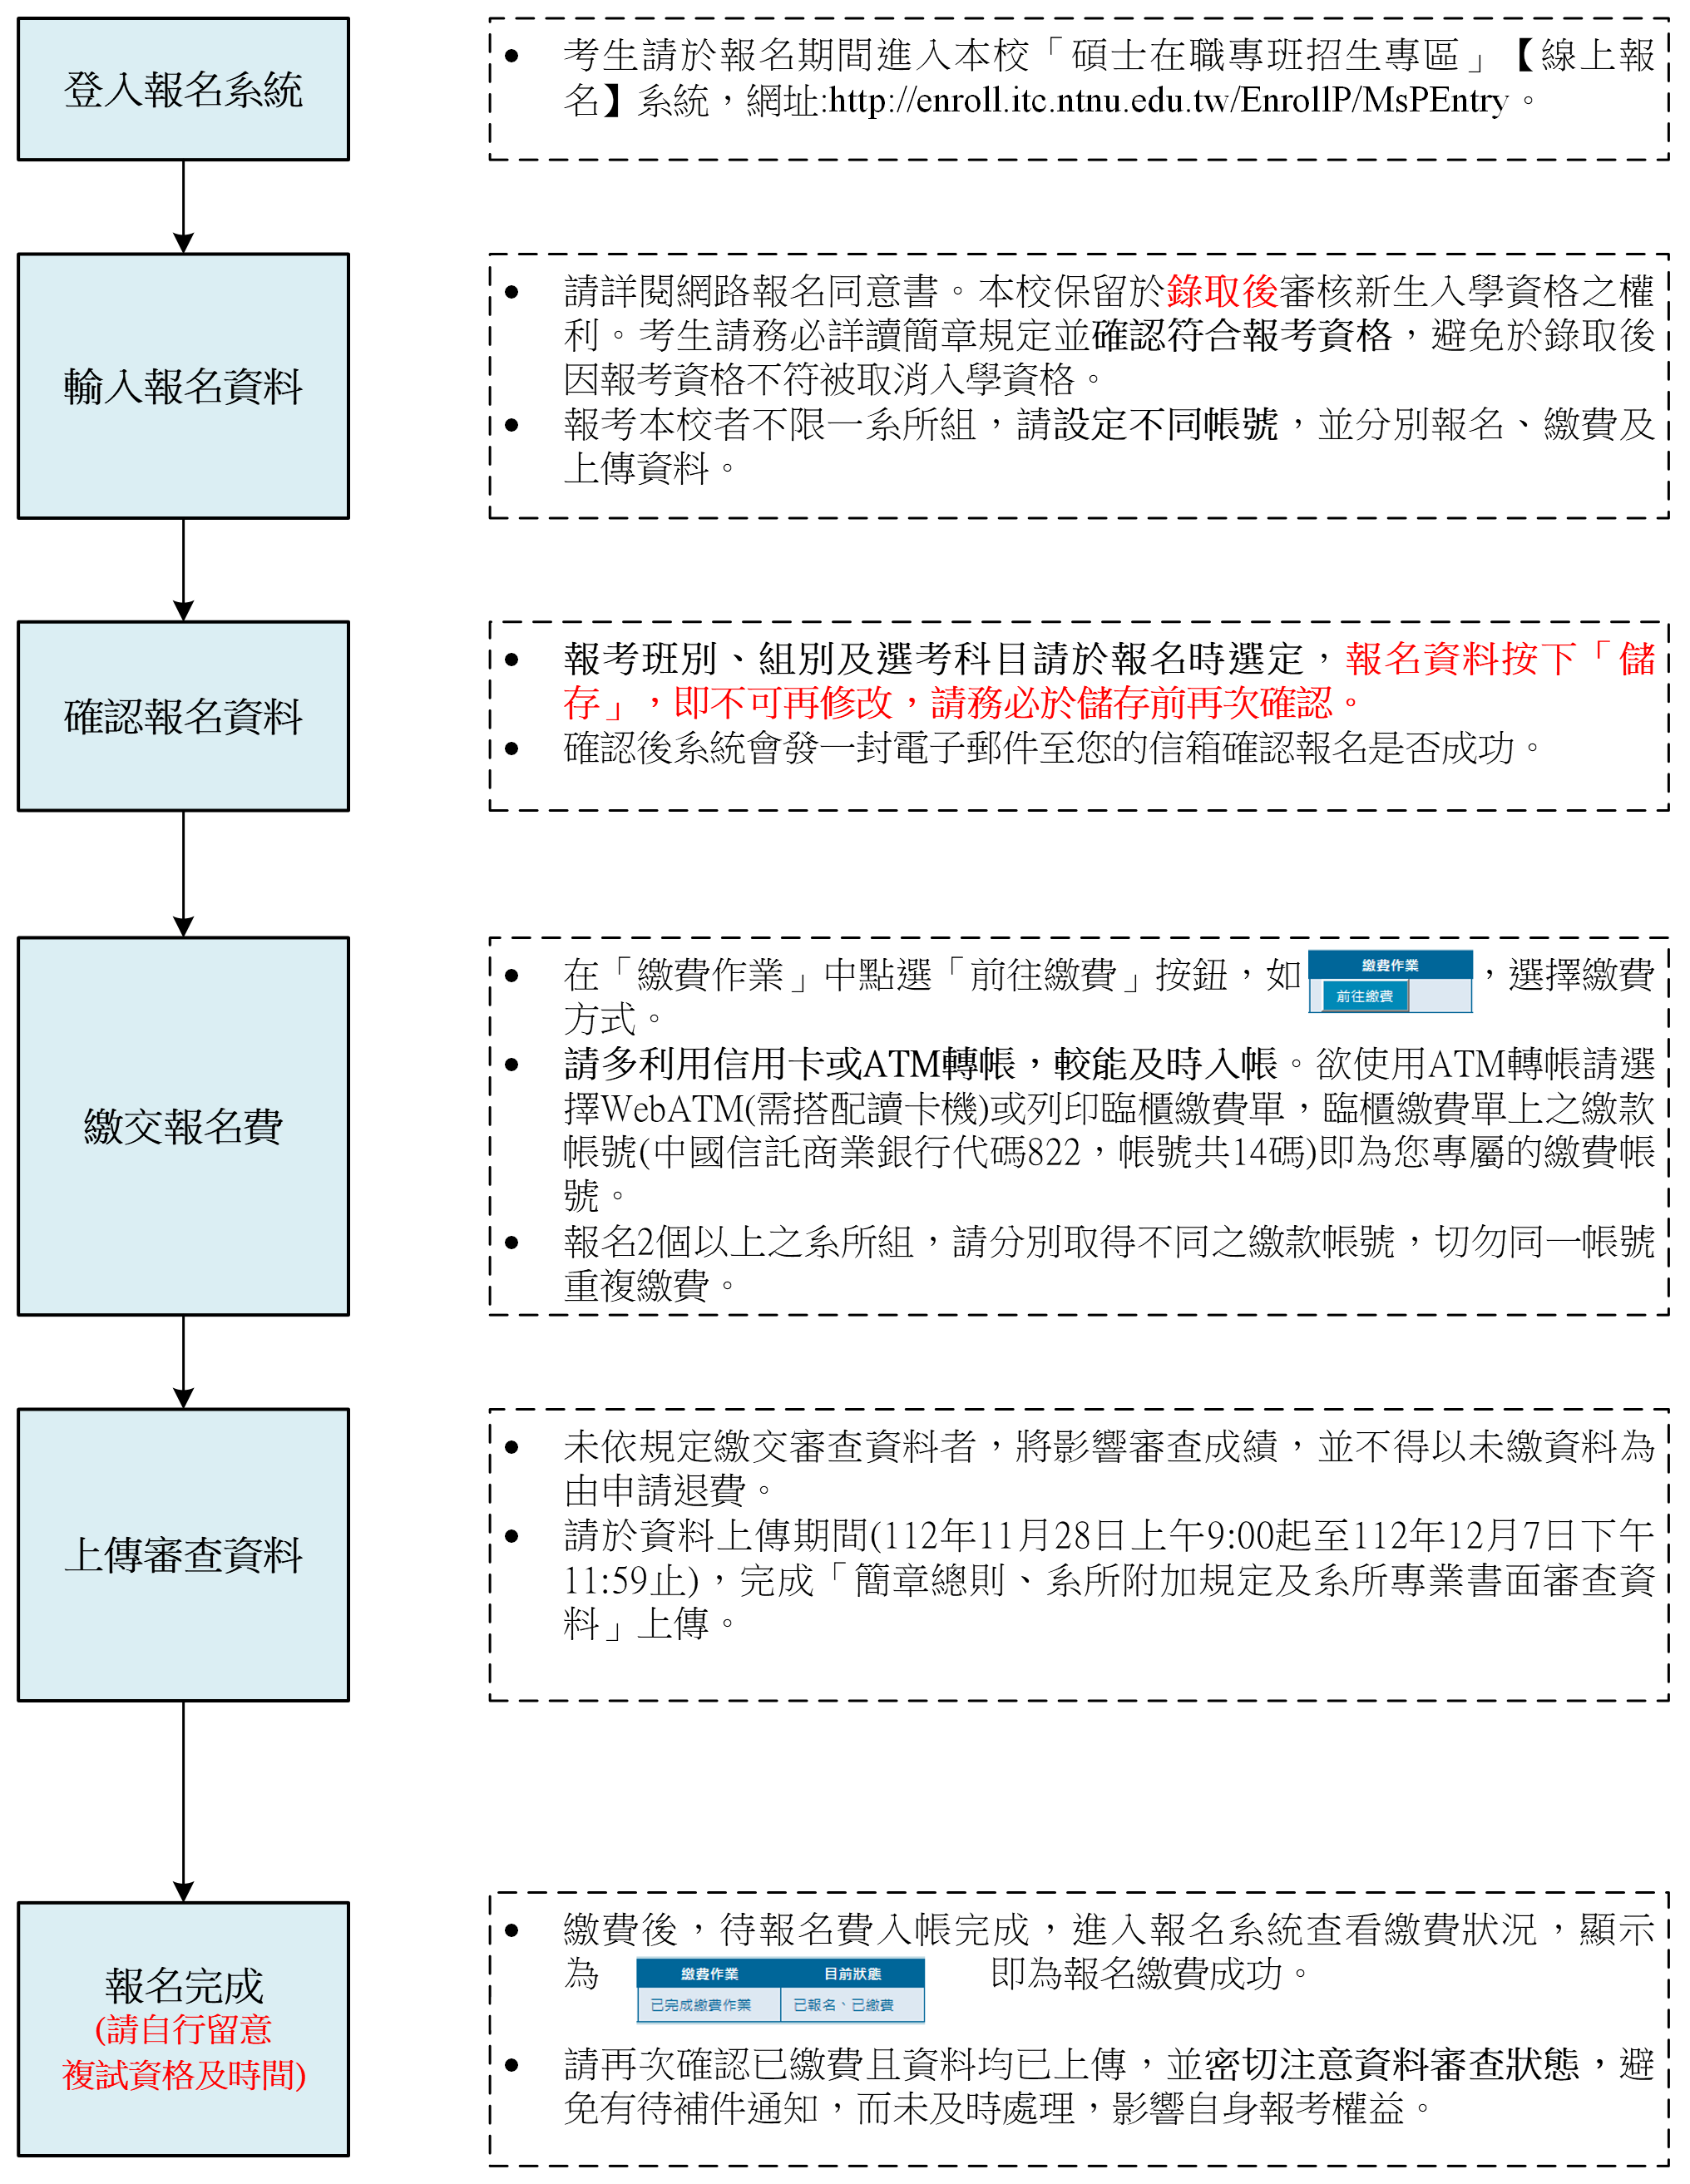 登入報名系統
• 考生請於報名期間進入本校「碩士在職專班招生專區」【線上報
名】系統，網址:http://enroll.itc.ntnu.edu.tw/EnrollP/MsPEntry。
輸入報名資料
• 請詳閱網路報名同意書。本校保留於錄取後審核新生入學資格之權
利。考生請務必詳讀簡章規定並確認符合報考資格，避免於錄取後
因報考資格不符被取消入學資格。
• 報考本校者不限一系所組，請設定不同帳號，並分別報名、繳費及
上傳資料。
確認報名資料
• 報考班別、組別及選考科目請於報名時選定，報名資料按下「儲
存」，即不可再修改，請務必於儲存前再次確認。
• 確認後系統會發一封電子郵件至您的信箱確認報名是否成功。
繳交報名費
• 在「繳費作業」中點選「前往繳費」按鈕，如 繳費作業 前往繳費 ，選擇繳費
方式。
• 請多利用信用卡或ATM轉帳，較能及時入帳。欲使用ATM轉帳請選
擇WebATM(需搭配讀卡機)或列印臨櫃繳費單，臨櫃繳費單上之繳款
帳號(中國信託商業銀行代碼822，帳號共14碼)即為您專屬的繳費帳
號。
• 報名2個以上之系所組，請分別取得不同之繳款帳號，切勿同一帳號
重複繳費。
上傳審查資料
• 未依規定繳交審查資料者，將影響審查成績，並不得以未繳資料為
由申請退費。
• 請於資料上傳期間(112年11月28日上午9:00起至112年12月7日下午
11:59止)，完成「簡章總則、系所附加規定及系所專業書面審查資
料」上傳。
報名完成
(請自行留意
複試資格及時間)
• 繳費後，待報名費入帳完成，進入報名系統查看繳費狀況，顯示
為 繳費作業 目前狀態 即為報名繳費成功。
已完成繳費作業 已報名、已繳費
• 請再次確認已繳費且資料均已上傳，並密切注意資料審查狀態，避
免有待補件通知，而未及時處理，影響自身報考權益。